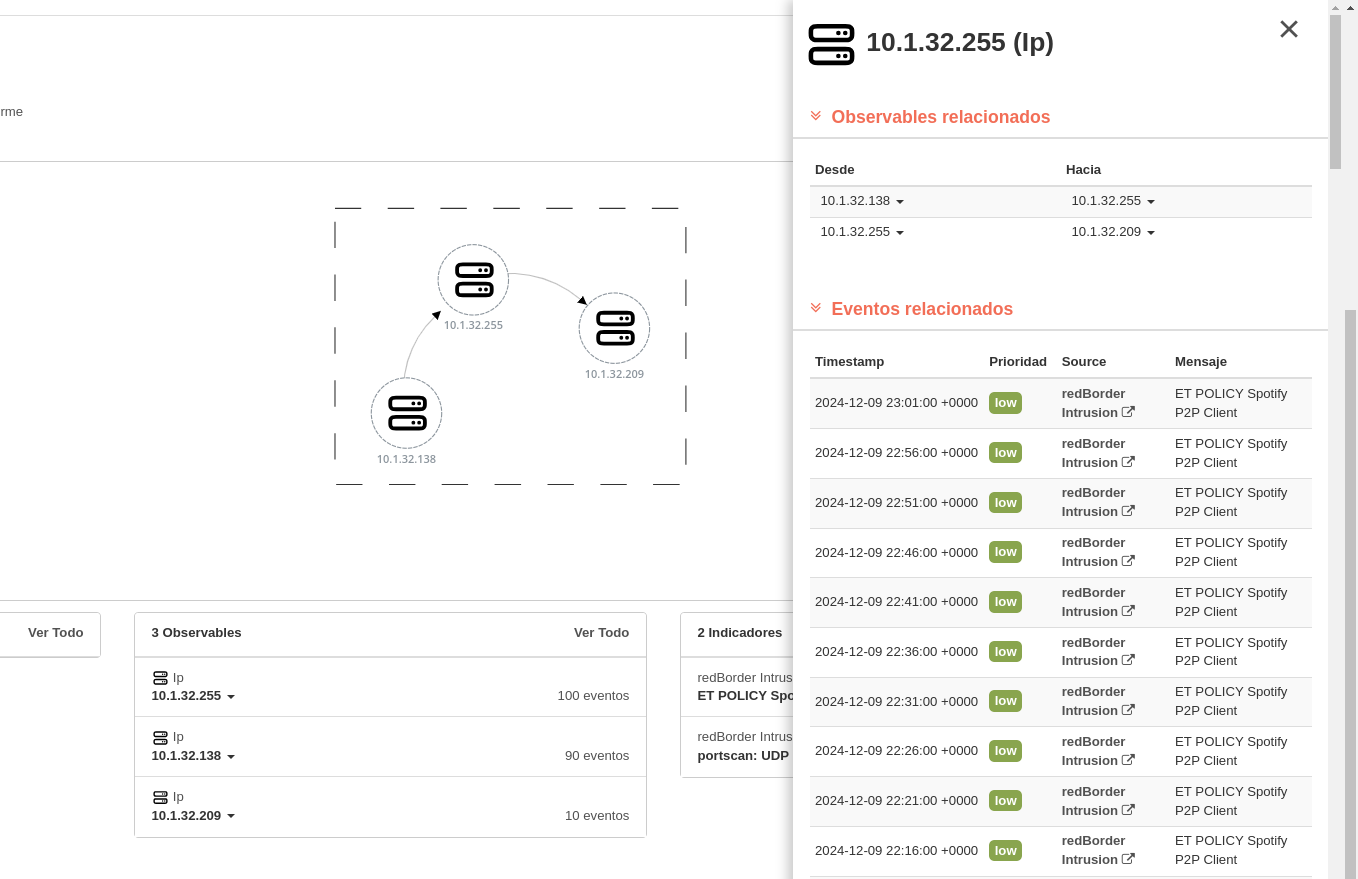 rme
10.1.32.255
10.1.32.209
10.1.32.138
Ver Todo
3 Observables Ver Todo
Ip
10.1.32.255 100 eventos
Ip
10.1.32.138 90 eventos
Ip
10.1.32.209 10 eventos
2 Indicadores
redBorder Intrus
ET POLICY Spo
redBorder Intrus
portscan: UDP
10.1.32.255 (Ip)
Observables relacionados
Desde Hacia
10.1.32.138 10.1.32.255
10.1.32.255 10.1.32.209
Eventos relacionados
Timestamp Prioridad Source Mensaje
2024-12-09 23:01:00 +0000 low redBorder Intrusion ET POLICY Spotify P2P Client
2024-12-09 22:56:00 +0000 low redBorder Intrusion ET POLICY Spotify P2P Client
2024-12-09 22:51:00 +0000 low redBorder Intrusion ET POLICY Spotify P2P Client
2024-12-09 22:46:00 +0000 low redBorder Intrusion ET POLICY Spotify P2P Client
2024-12-09 22:41:00 +0000 low redBorder Intrusion ET POLICY Spotify P2P Client
2024-12-09 22:36:00 +0000 low redBorder Intrusion ET POLICY Spotify P2P Client
2024-12-09 22:31:00 +0000 low redBorder Intrusion ET POLICY Spotify P2P Client
2024-12-09 22:26:00 +0000 low redBorder Intrusion ET POLICY Spotify P2P Client
2024-12-09 22:21:00 +0000 low redBorder Intrusion ET POLICY Spotify P2P Client
2024-12-09 22:16:00 +0000 low redBorder Intrusion ET POLICY Spotify P2P Client